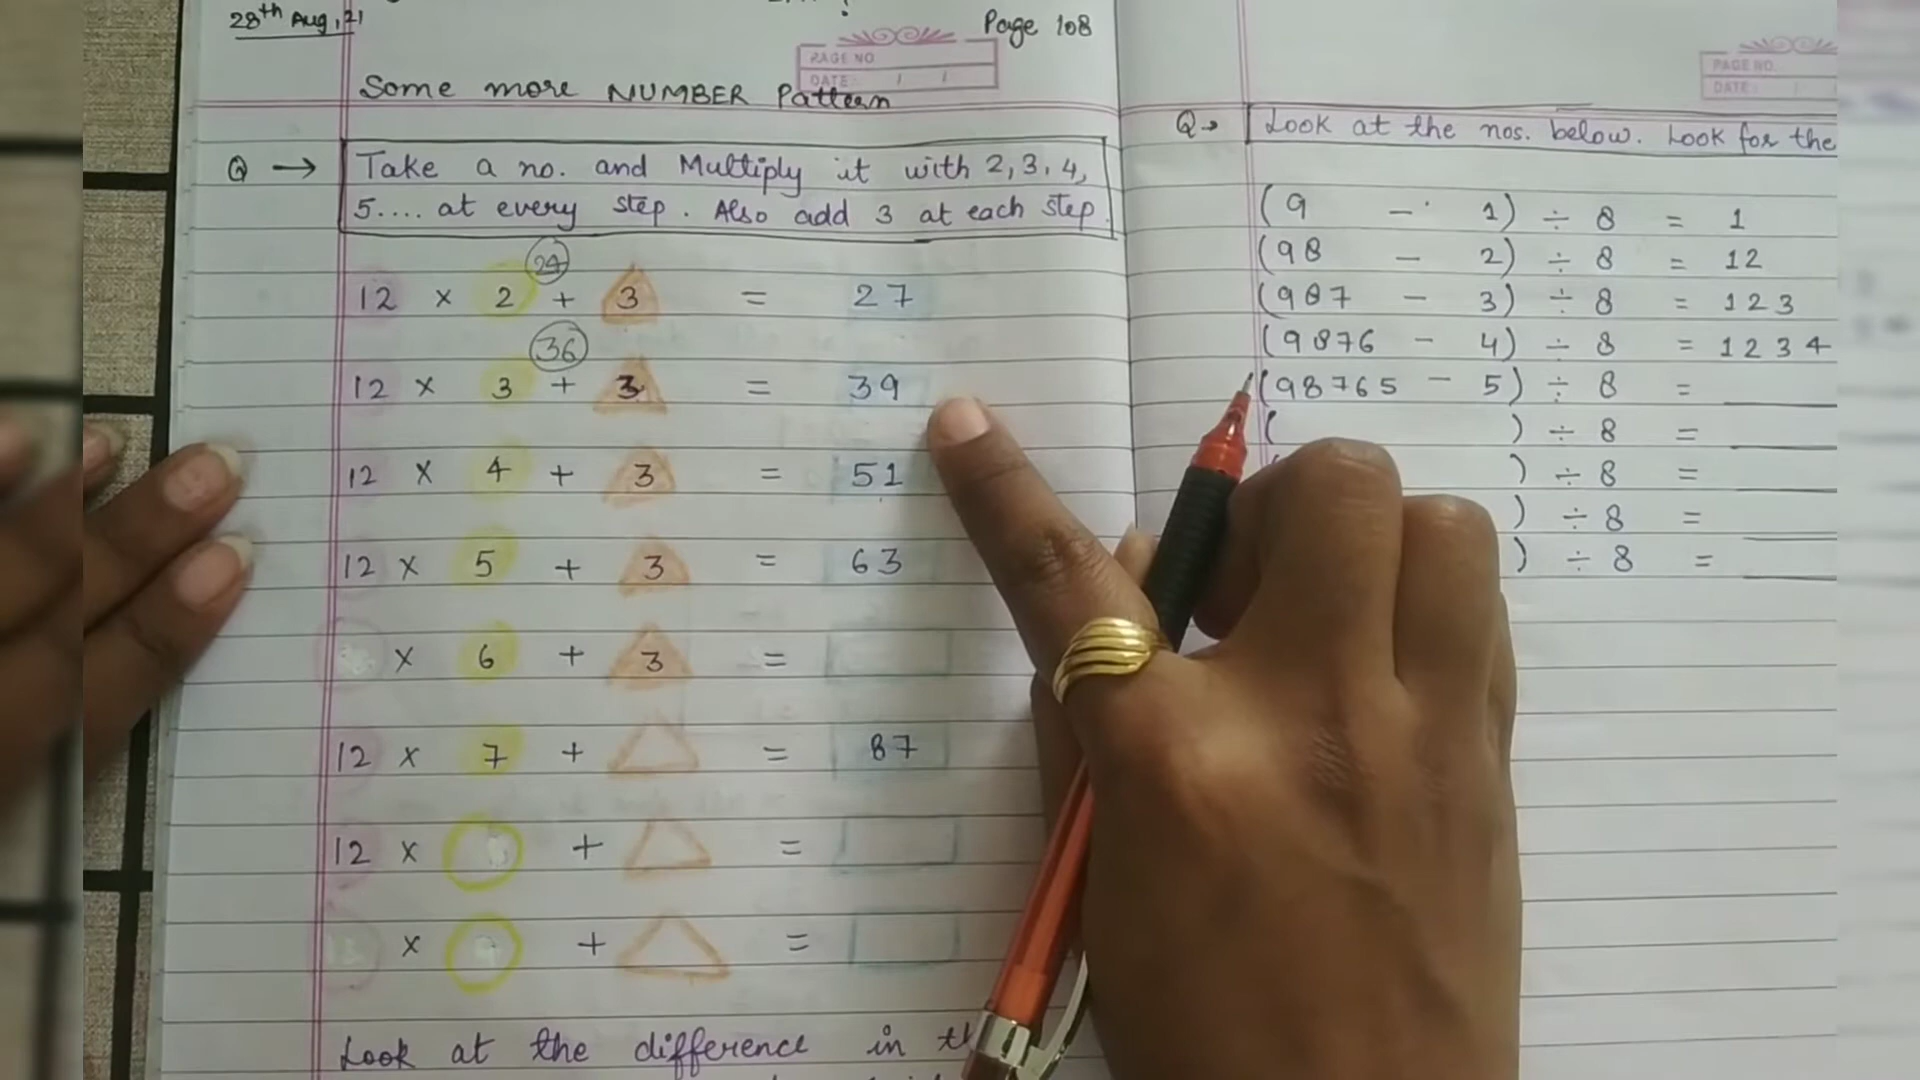 28th Aug, 21
Page 108
PAGE NO
DATE: / /
Some more NUMBER Pattern
Q → Take a no. and Multiply it with 2, 3, 4,
5.... at every step. Also add 3 at each step.
24
12 × 2 + 3 = 27
36
12 × 3 + 3 = 39
12 × 4 + 3 = 51
12 × 5 + 3 = 63
× 6 + 3 =
12 × 7 + = 87
12 × + =
× + =
Look at the difference in
PAGE NO.
DATE:
Q→ Look at the nos. below. Look for the
(9 - 1) ÷ 8 = 1
(98 - 2) ÷ 8 = 12
(987 - 3) ÷ 8 = 123
(9876 - 4) ÷ 8 = 1234
(98765 - 5) ÷ 8 =
( ) ÷ 8 =
) ÷ 8 =
) ÷ 8 =
) ÷ 8 =